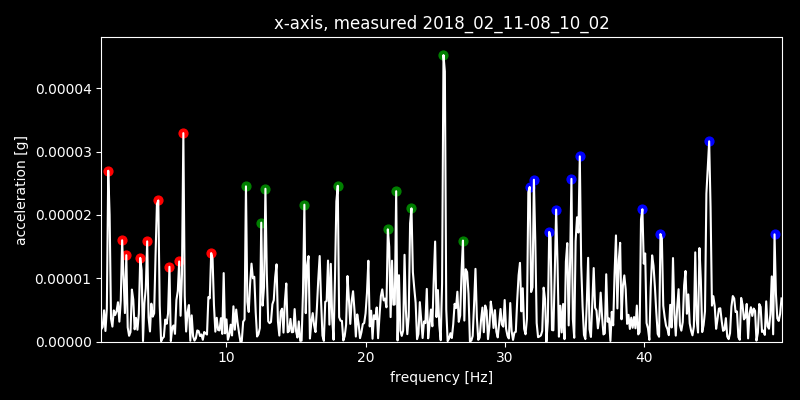 x-axis, measured 2018_02_11-08_10_02
0.00004
0.00003
0.00002
0.00001
0.00000
acceleration [g]
10 20 30 40
frequency [Hz]